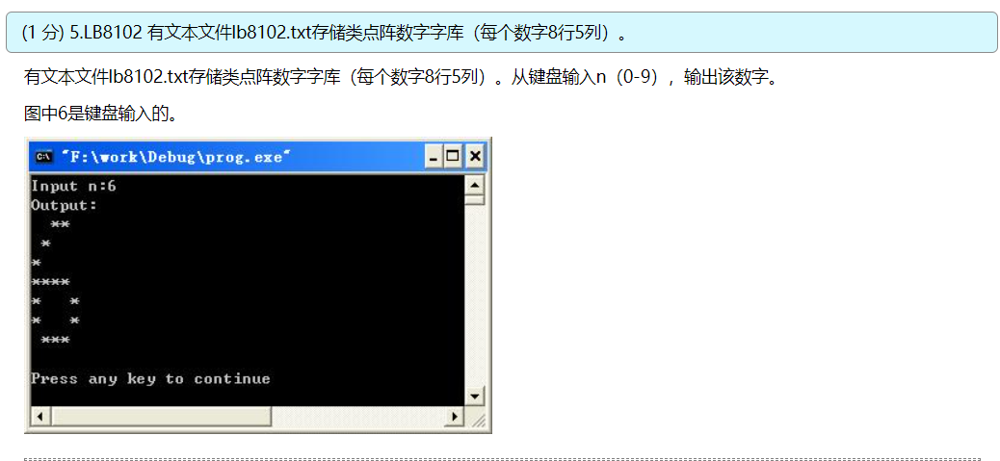 (1 分) 5.LB8102 有文本文件lb8102.txt存储类点阵数字字库（每个数字8行5列）。
有文本文件lb8102.txt存储类点阵数字字库（每个数字8行5列）。从键盘输入n（0-9），输出该数字。
图中6是键盘输入的。
"F:\work\Debug\prog.exe"
Input n:6
Output:
  **
 *
*
****
*   *
*   *
 ***
Press any key to continue